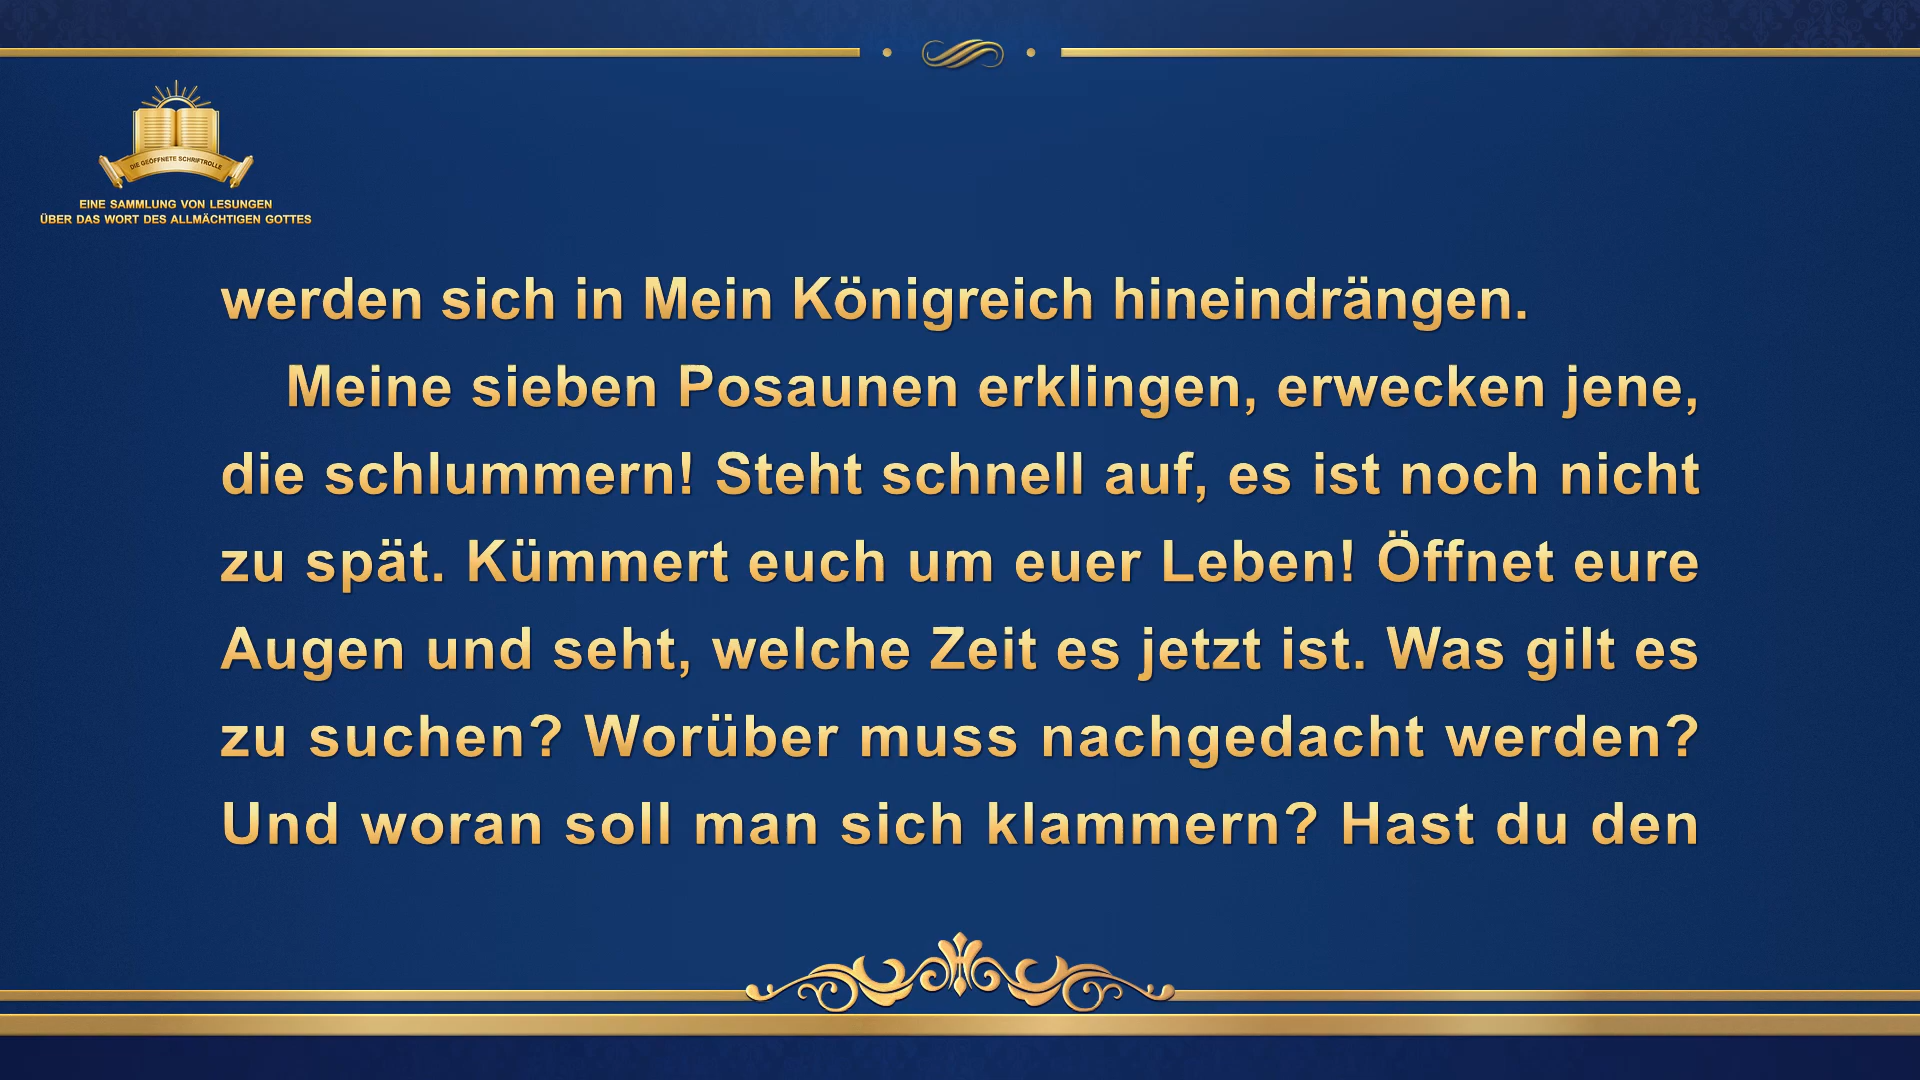 DIE GEÖFFNETE SCHRIFTROLLE
EINE SAMMLUNG VON LESUNGEN
ÜBER DAS WORT DES ALLMÄCHTIGEN GOTTES
werden sich in Mein Königreich hineindrängen.
Meine sieben Posaunen erklingen, erwecken jene,
die schlummern! Steht schnell auf, es ist noch nicht
zu spät. Kümmert euch um euer Leben! Öffnet eure
Augen und seht, welche Zeit es jetzt ist. Was gilt es
zu suchen? Worüber muss nachgedacht werden?
Und woran soll man sich klammern? Hast du den